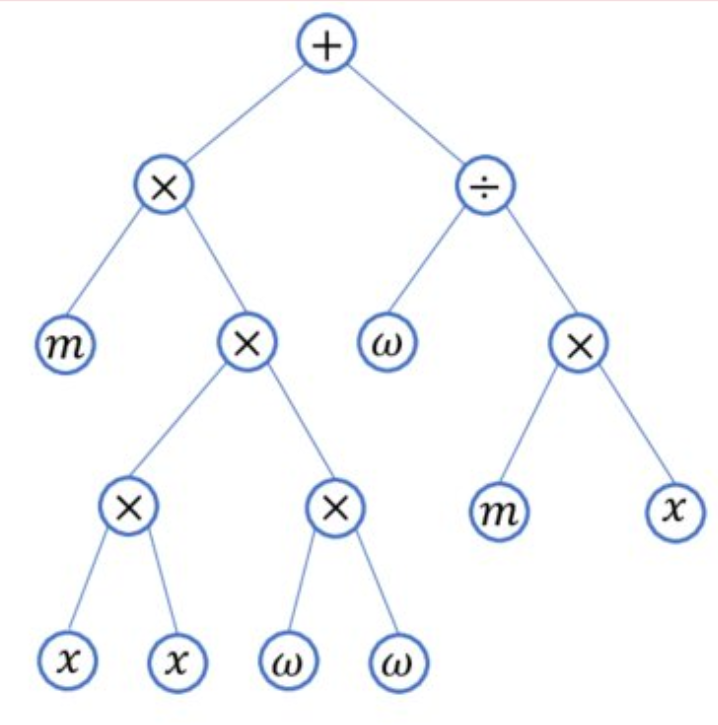 +
× ÷
m × ω ×
× × m x
x x ω ω